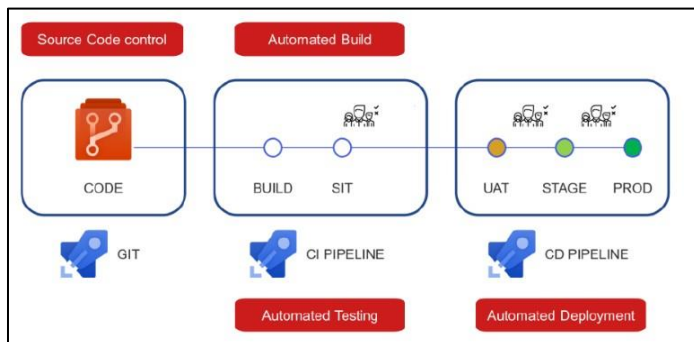 Source Code control
Automated Build
CODE
BUILD
SIT
UAT
STAGE
PROD
GIT
CI PIPELINE
CD PIPELINE
Automated Testing
Automated Deployment